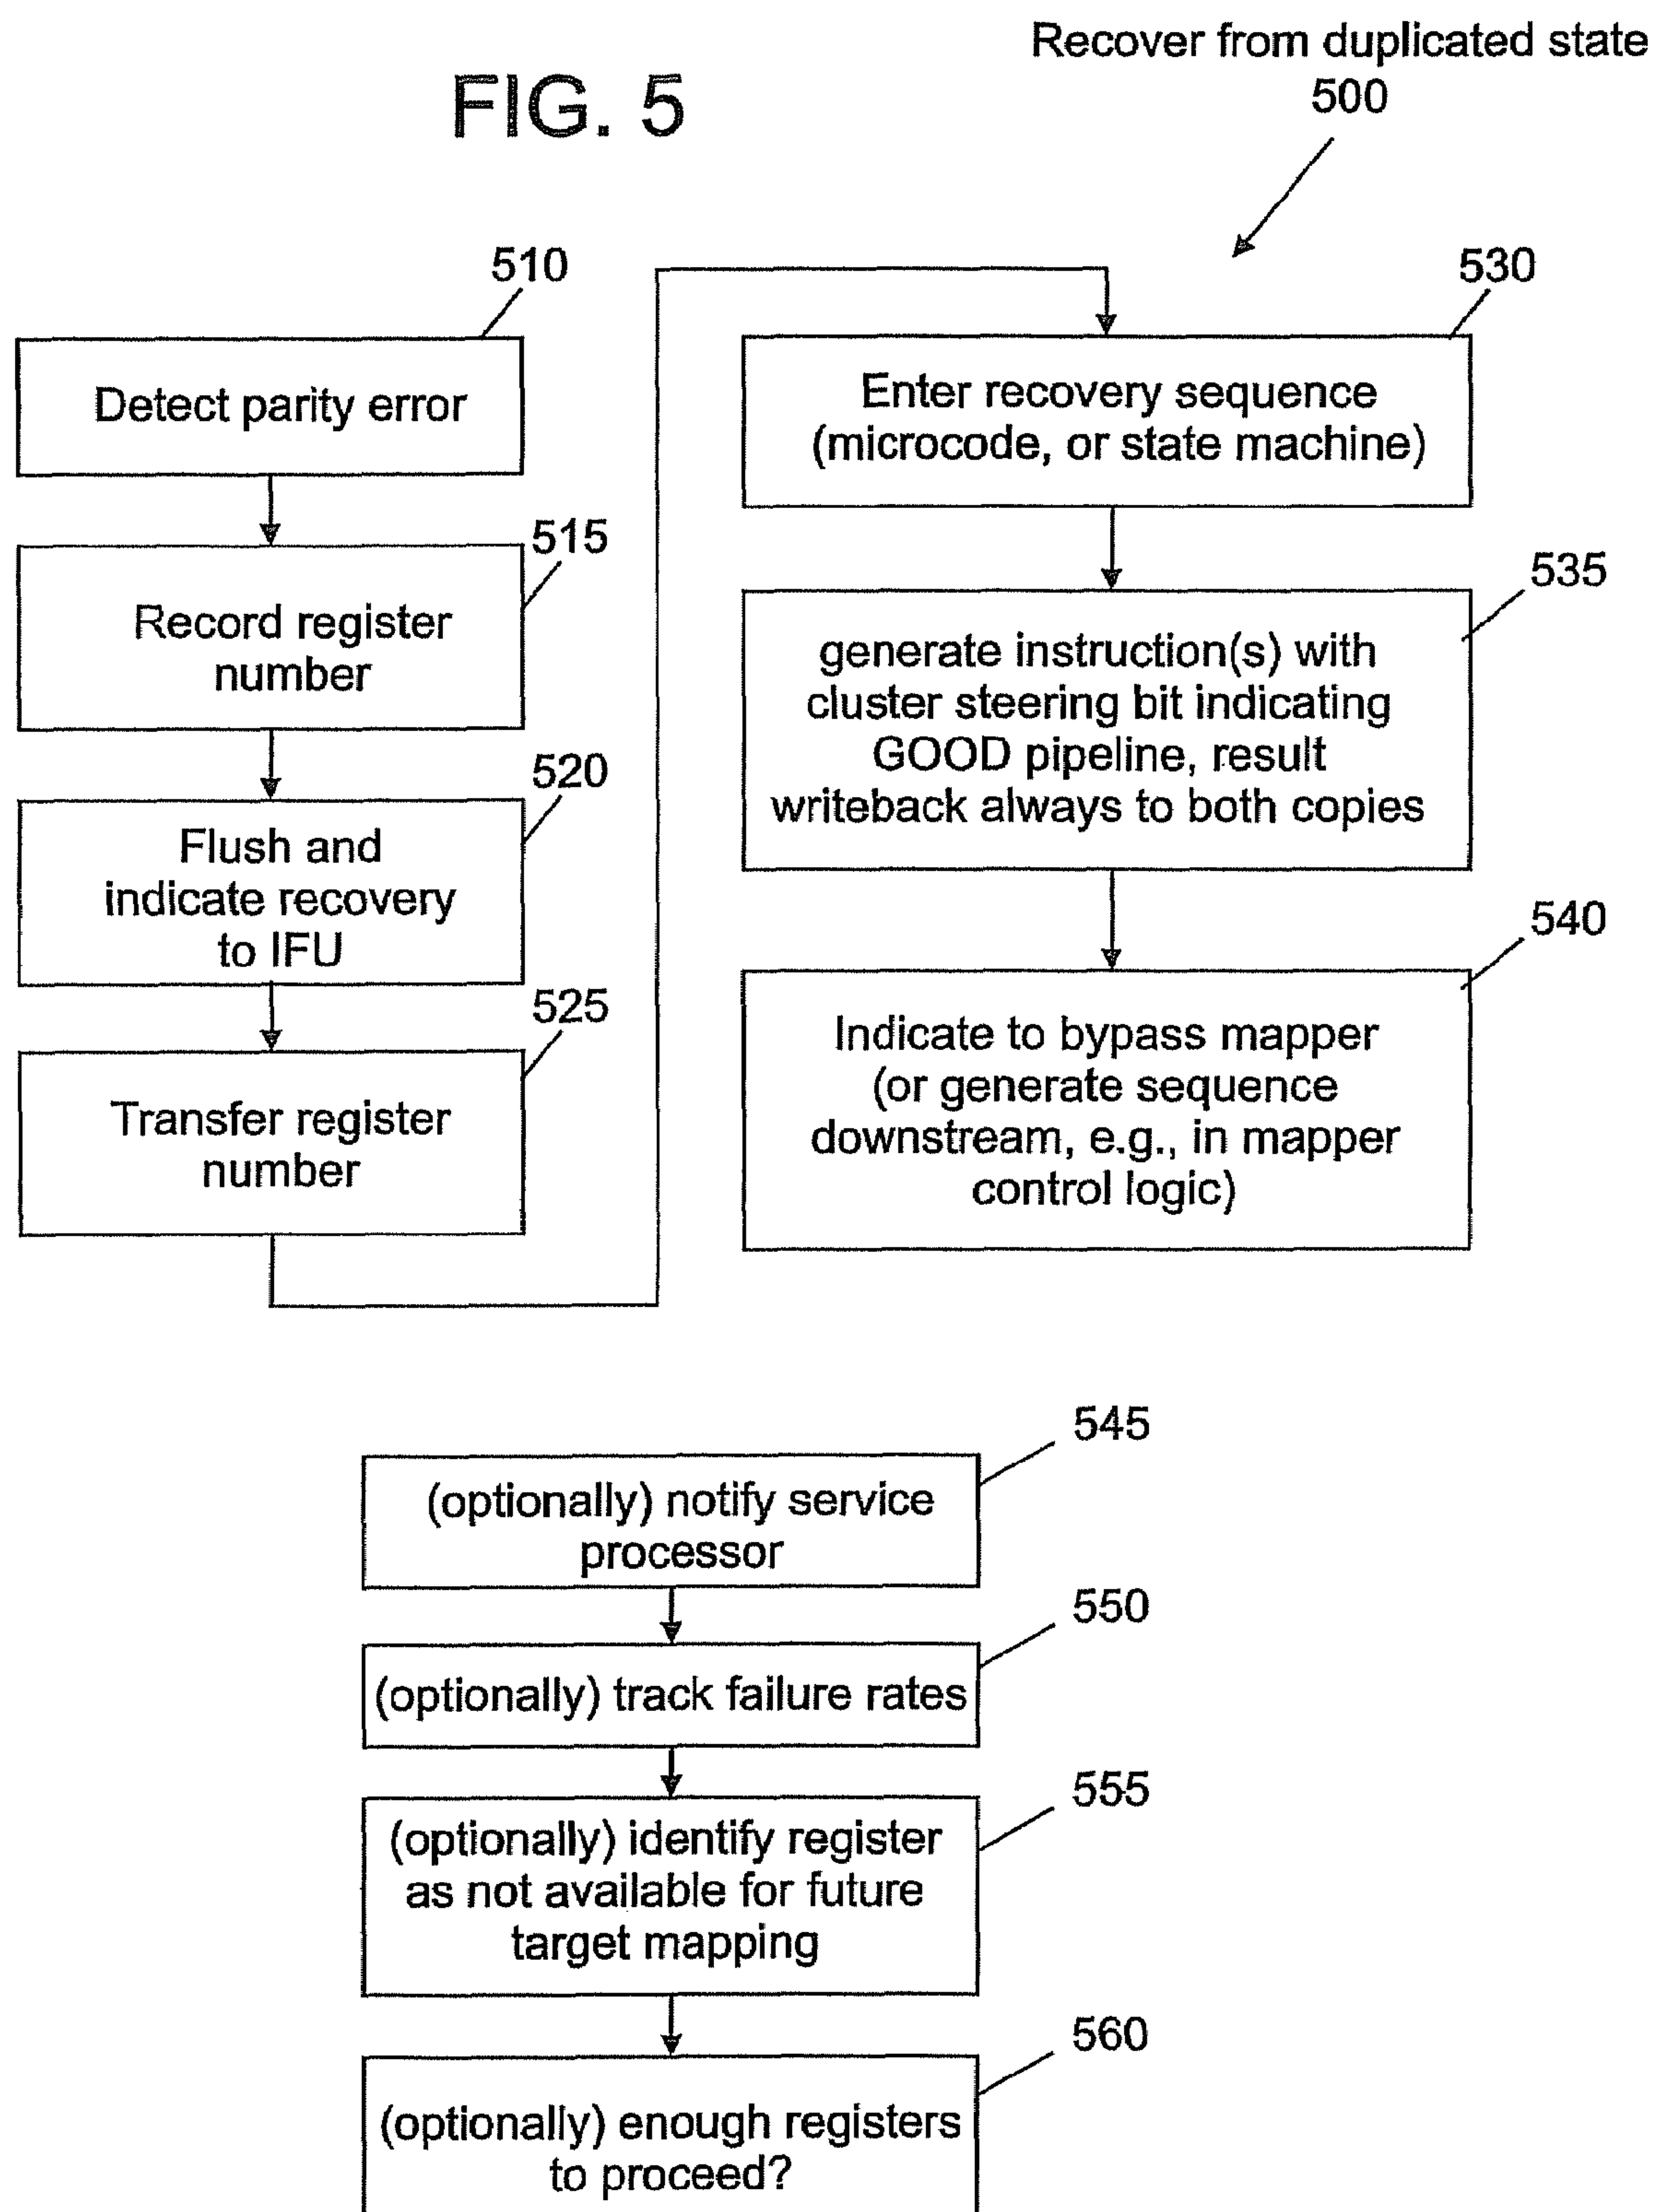 FIG. 5
Recover from duplicated state
500
510
Detect parity error
515
Record register
number
520
Flush and
indicate recovery
to IFU
525
Transfer register
number
530
Enter recovery sequence
(microcode, or state machine)
535
generate instruction(s) with
cluster steering bit indicating
GOOD pipeline, result
writeback always to both copies
540
Indicate to bypass mapper
(or generate sequence
downstream, e.g., in mapper
control logic)
545
(optionally) notify service
processor
550
(optionally) track failure rates
555
(optionally) identify register
as not available for future
target mapping
560
(optionally) enough registers
to proceed?